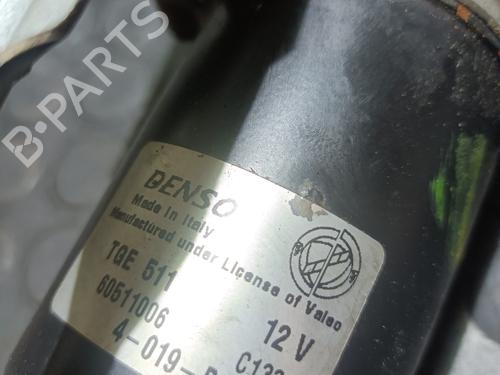 B-PARTS
DENSO
Made in Italy
Manufactured under License of Valeo
TGE 511
60511006 12 V
4-019-